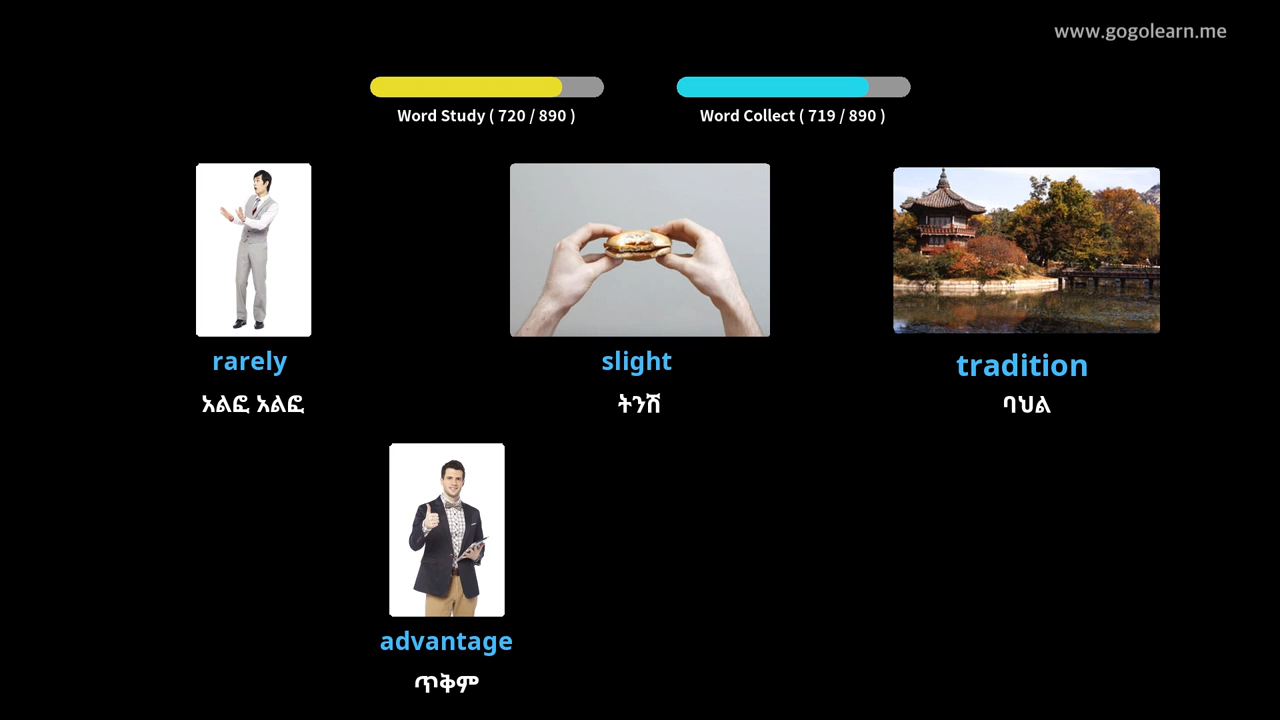 www.gogolearn.me
Word Study ( 720 / 890 )
Word Collect ( 719 / 890 )
rarely
አልፎ አልፎ
slight
ትንሽ
tradition
ባህል
advantage
ጥቅም